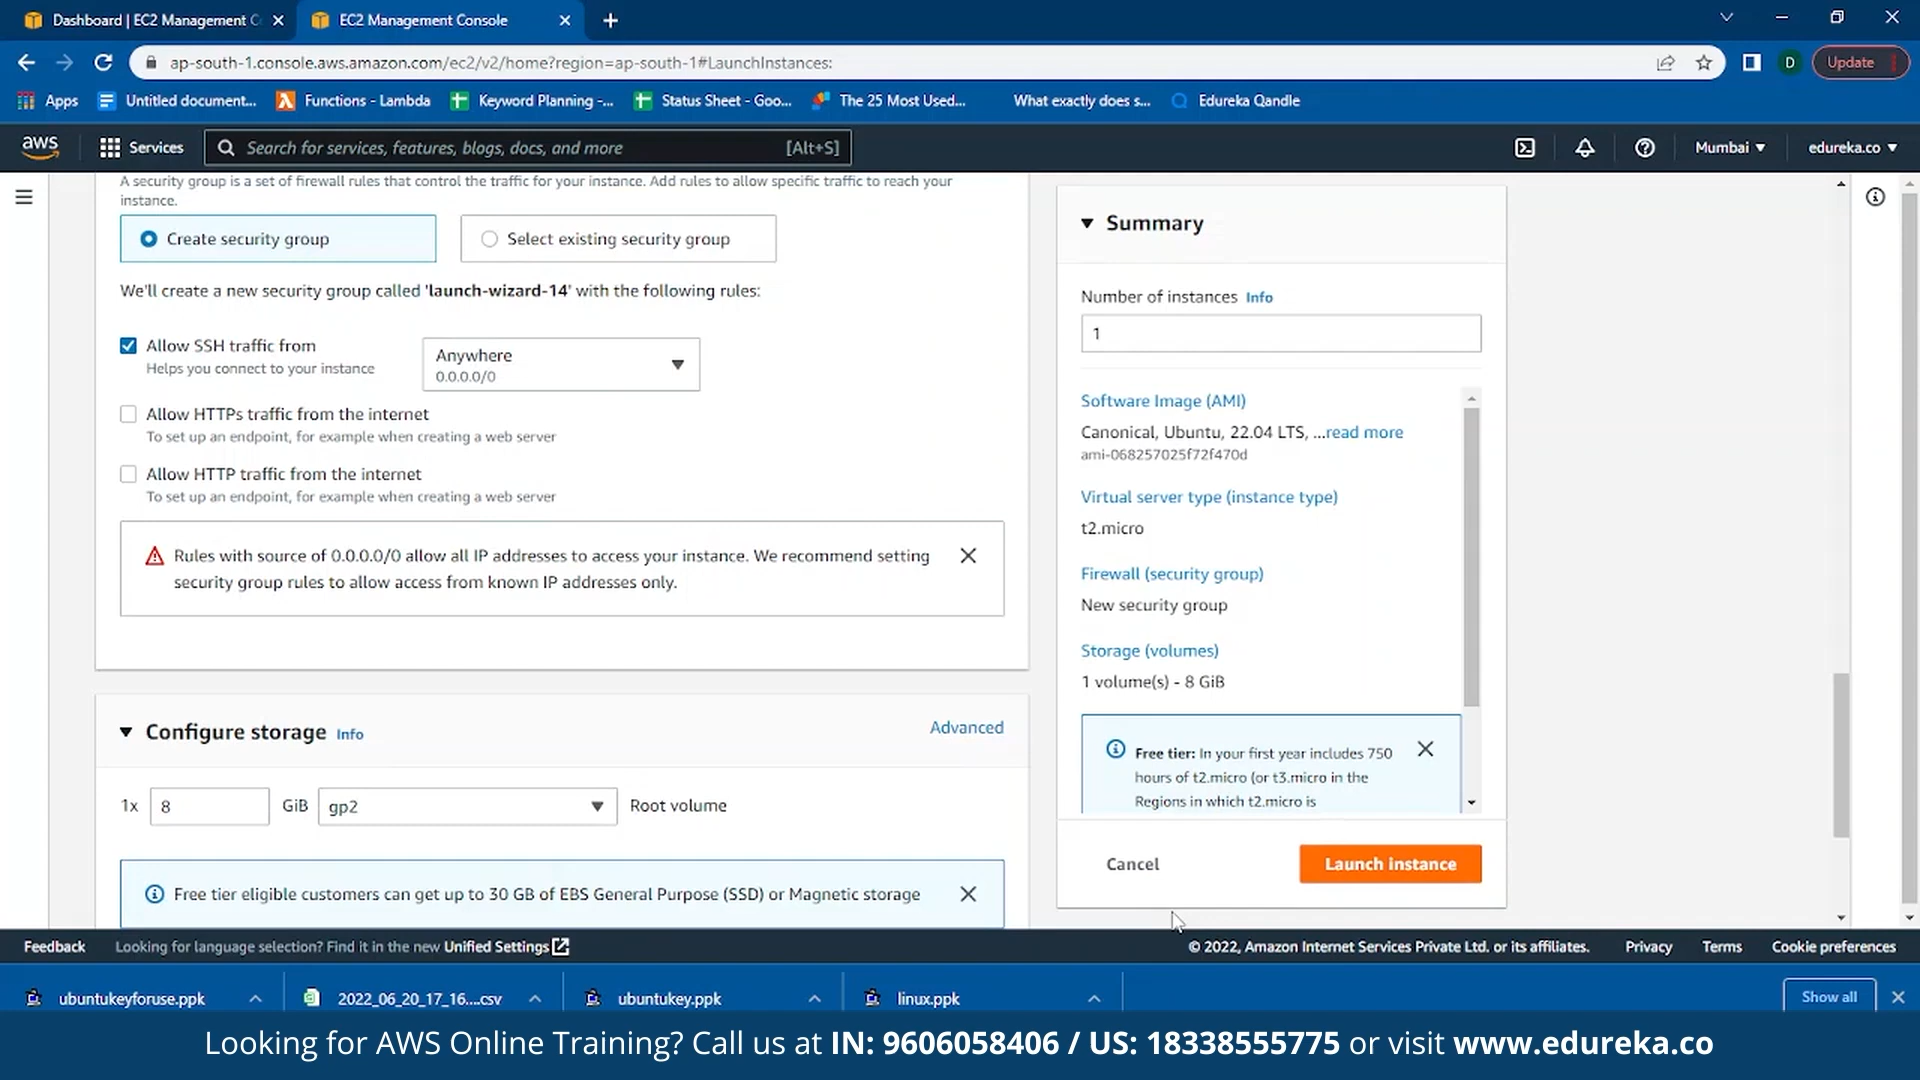 Dashboard | EC2 Management C
EC2 Management Console
ap-south-1.console.aws.amazon.com/ec2/v2/home?region=ap-south-1#LaunchInstances:
D
Update
Apps
Untitled document...
Functions - Lambda
Keyword Planning -...
Status Sheet - Goo...
The 25 Most Used...
What exactly does s...
Edureka Qandle
aws
Services
Search for services, features, blogs, docs, and more
[Alt+S]
Mumbai
edureka.co
A security group is a set of firewall rules that control the traffic for your instance. Add rules to allow specific traffic to reach your
instance.
Create security group
Select existing security group
We'll create a new security group called 'launch-wizard-14' with the following rules:
Allow SSH traffic from
Helps you connect to your instance
Anywhere
0.0.0.0/0
Allow HTTPs traffic from the internet
To set up an endpoint, for example when creating a web server
Allow HTTP traffic from the internet
To set up an endpoint, for example when creating a web server
Rules with source of 0.0.0.0/0 allow all IP addresses to access your instance. We recommend setting
security group rules to allow access from known IP addresses only.
Configure storage Info
Advanced
1x
8
GiB
gp2
Root volume
Free tier eligible customers can get up to 30 GB of EBS General Purpose (SSD) or Magnetic storage
Summary
Number of instances Info
1
Software Image (AMI)
Canonical, Ubuntu, 22.04 LTS, ...read more
ami-068257025f72f470d
Virtual server type (instance type)
t2.micro
Firewall (security group)
New security group
Storage (volumes)
1 volume(s) - 8 GiB
Free tier: In your first year includes 750
hours of t2.micro (or t3.micro in the
Regions in which t2.micro is
Cancel
Launch instance
Feedback
Looking for language selection? Find it in the new Unified Settings
© 2022, Amazon Internet Services Private Ltd. or its affiliates.
Privacy
Terms
Cookie preferences
ubuntukeyforuse.ppk
2022_06_20_17_16....csv
ubuntukey.ppk
linux.ppk
Show all
Looking for AWS Online Training? Call us at IN: 9606058406 / US: 18338555775 or visit www.edureka.co